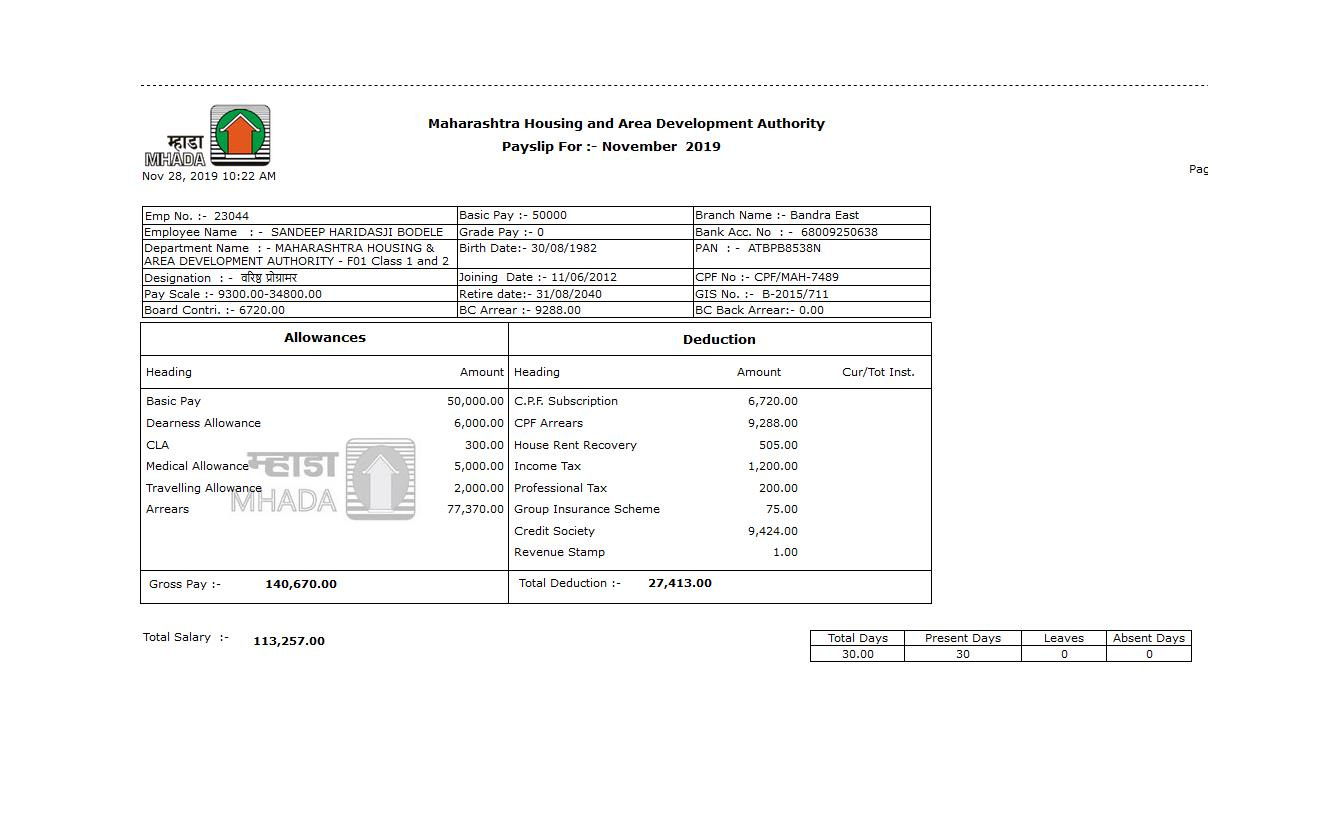 म्हाडा
MHADA
Maharashtra Housing and Area Development Authority
Payslip For :- November 2019
Nov 28, 2019 10:22 AM
Pag
Emp No. :- 23044 Basic Pay :- 50000 Branch Name :- Bandra East
Employee Name : - SANDEEP HARIDASJI BODELE Grade Pay :- 0 Bank Acc. No : - 68009250638
Department Name : - MAHARASHTRA HOUSING & Birth Date:- 30/08/1982 PAN : - ATBPB8538N
AREA DEVELOPMENT AUTHORITY - F01 Class 1 and 2
Designation : - वरिष्ठ प्रोग्रामर Joining Date :- 11/06/2012 CPF No :- CPF/MAH-7489
Pay Scale :- 9300.00-34800.00 Retire date:- 31/08/2040 GIS No. :- B-2015/711
Board Contri. :- 6720.00 BC Arrear :- 9288.00 BC Back Arrear:- 0.00
Allowances Deduction
Heading Amount Heading Amount Cur/Tot Inst.
Basic Pay 50,000.00 C.P.F. Subscription 6,720.00
Dearness Allowance 6,000.00 CPF Arrears 9,288.00
CLA 300.00 House Rent Recovery 505.00
Medical Allowance 5,000.00 Income Tax 1,200.00
Travelling Allowance 2,000.00 Professional Tax 200.00
Arrears 77,370.00 Group Insurance Scheme 75.00
Credit Society 9,424.00
Revenue Stamp 1.00
म्हाडा
MHADA
Gross Pay :- 140,670.00 Total Deduction :- 27,413.00
Total Salary :- 113,257.00
Total Days Present Days Leaves Absent Days
30.00 30 0 0